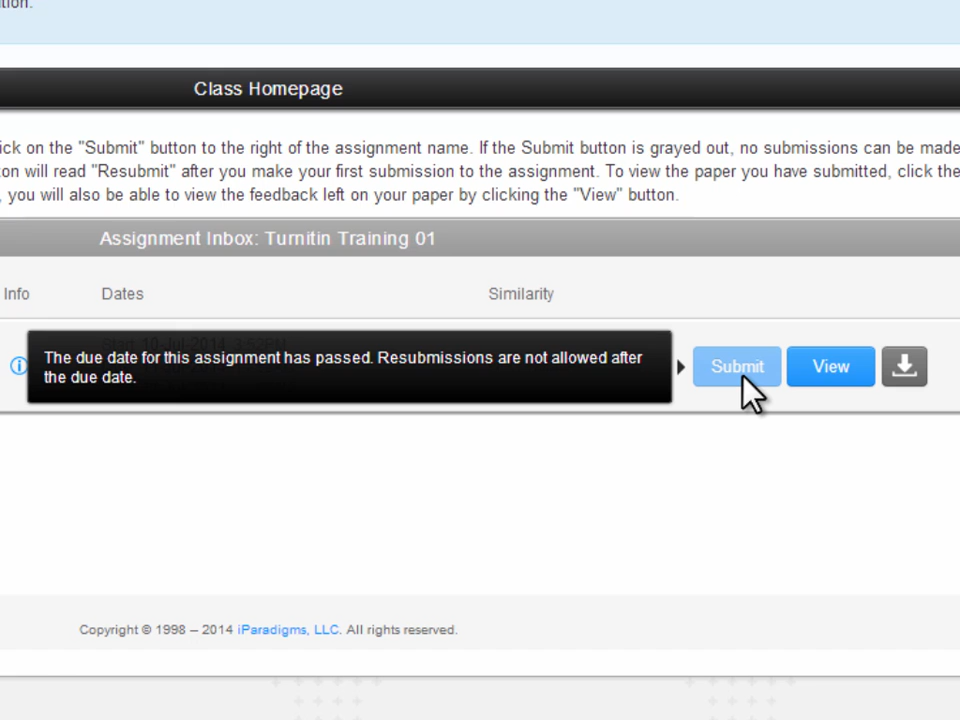 Class Homepage
on the "Submit" button to the right of the assignment name. If the Submit button is grayed out, no submissions can be made
will read "Resubmit" after you make your first submission to the assignment. To view the paper you have submitted, click the
, you will also be able to view the feedback left on your paper by clicking the "View" button.
Assignment Inbox: Turnitin Training 01
Info Dates Similarity
The due date for this assignment has passed. Resubmissions are not allowed after
the due date.
Submit View
Copyright © 1998 – 2014 iParadigms, LLC. All rights reserved.